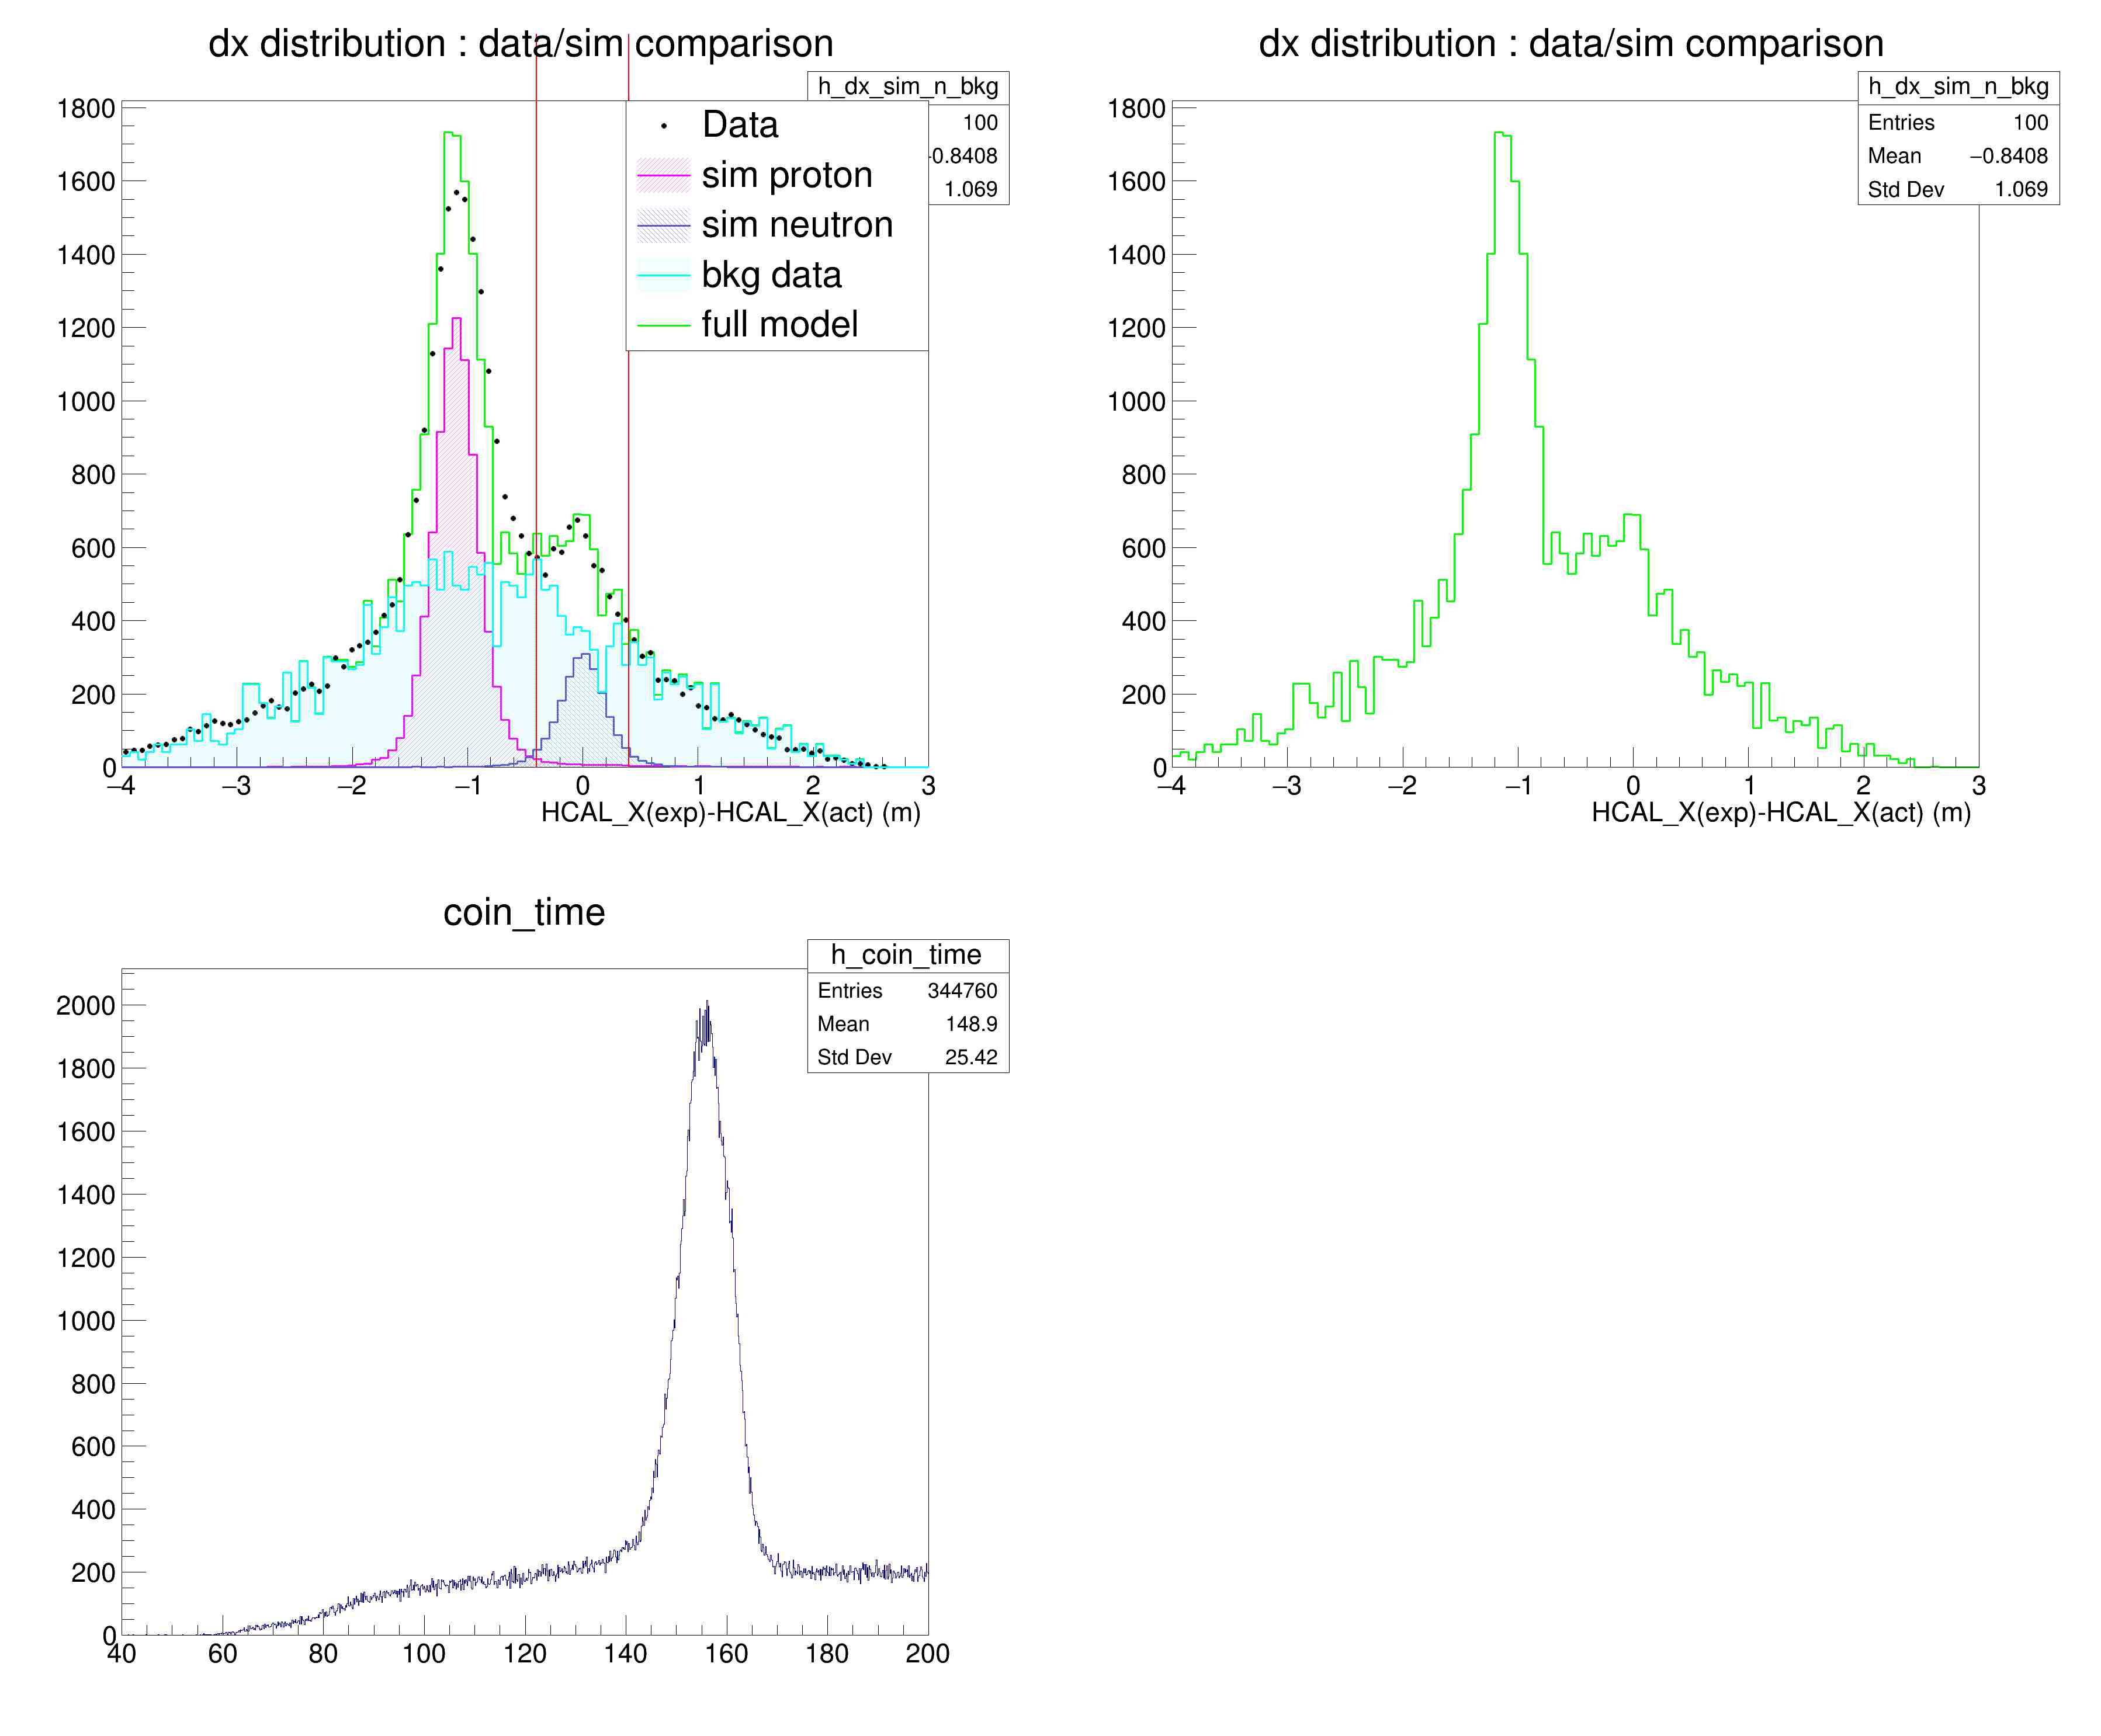 dx distribution : data/sim comparison
h_dx_sim_n_bkg
100
−0.8408
1.069
Data
sim proton
sim neutron
bkg data
full model
1800
1600
1400
1200
1000
800
600
400
200
0
−4 −3 −2 −1 0 1 2 3
HCAL_X(exp)-HCAL_X(act) (m)
dx distribution : data/sim comparison
h_dx_sim_n_bkg
Entries 100
Mean −0.8408
Std Dev 1.069
1800
1600
1400
1200
1000
800
600
400
200
0
−4 −3 −2 −1 0 1 2 3
HCAL_X(exp)-HCAL_X(act) (m)
coin_time
h_coin_time
Entries 344760
Mean 148.9
Std Dev 25.42
2000
1800
1600
1400
1200
1000
800
600
400
200
0
40 60 80 100 120 140 160 180 200